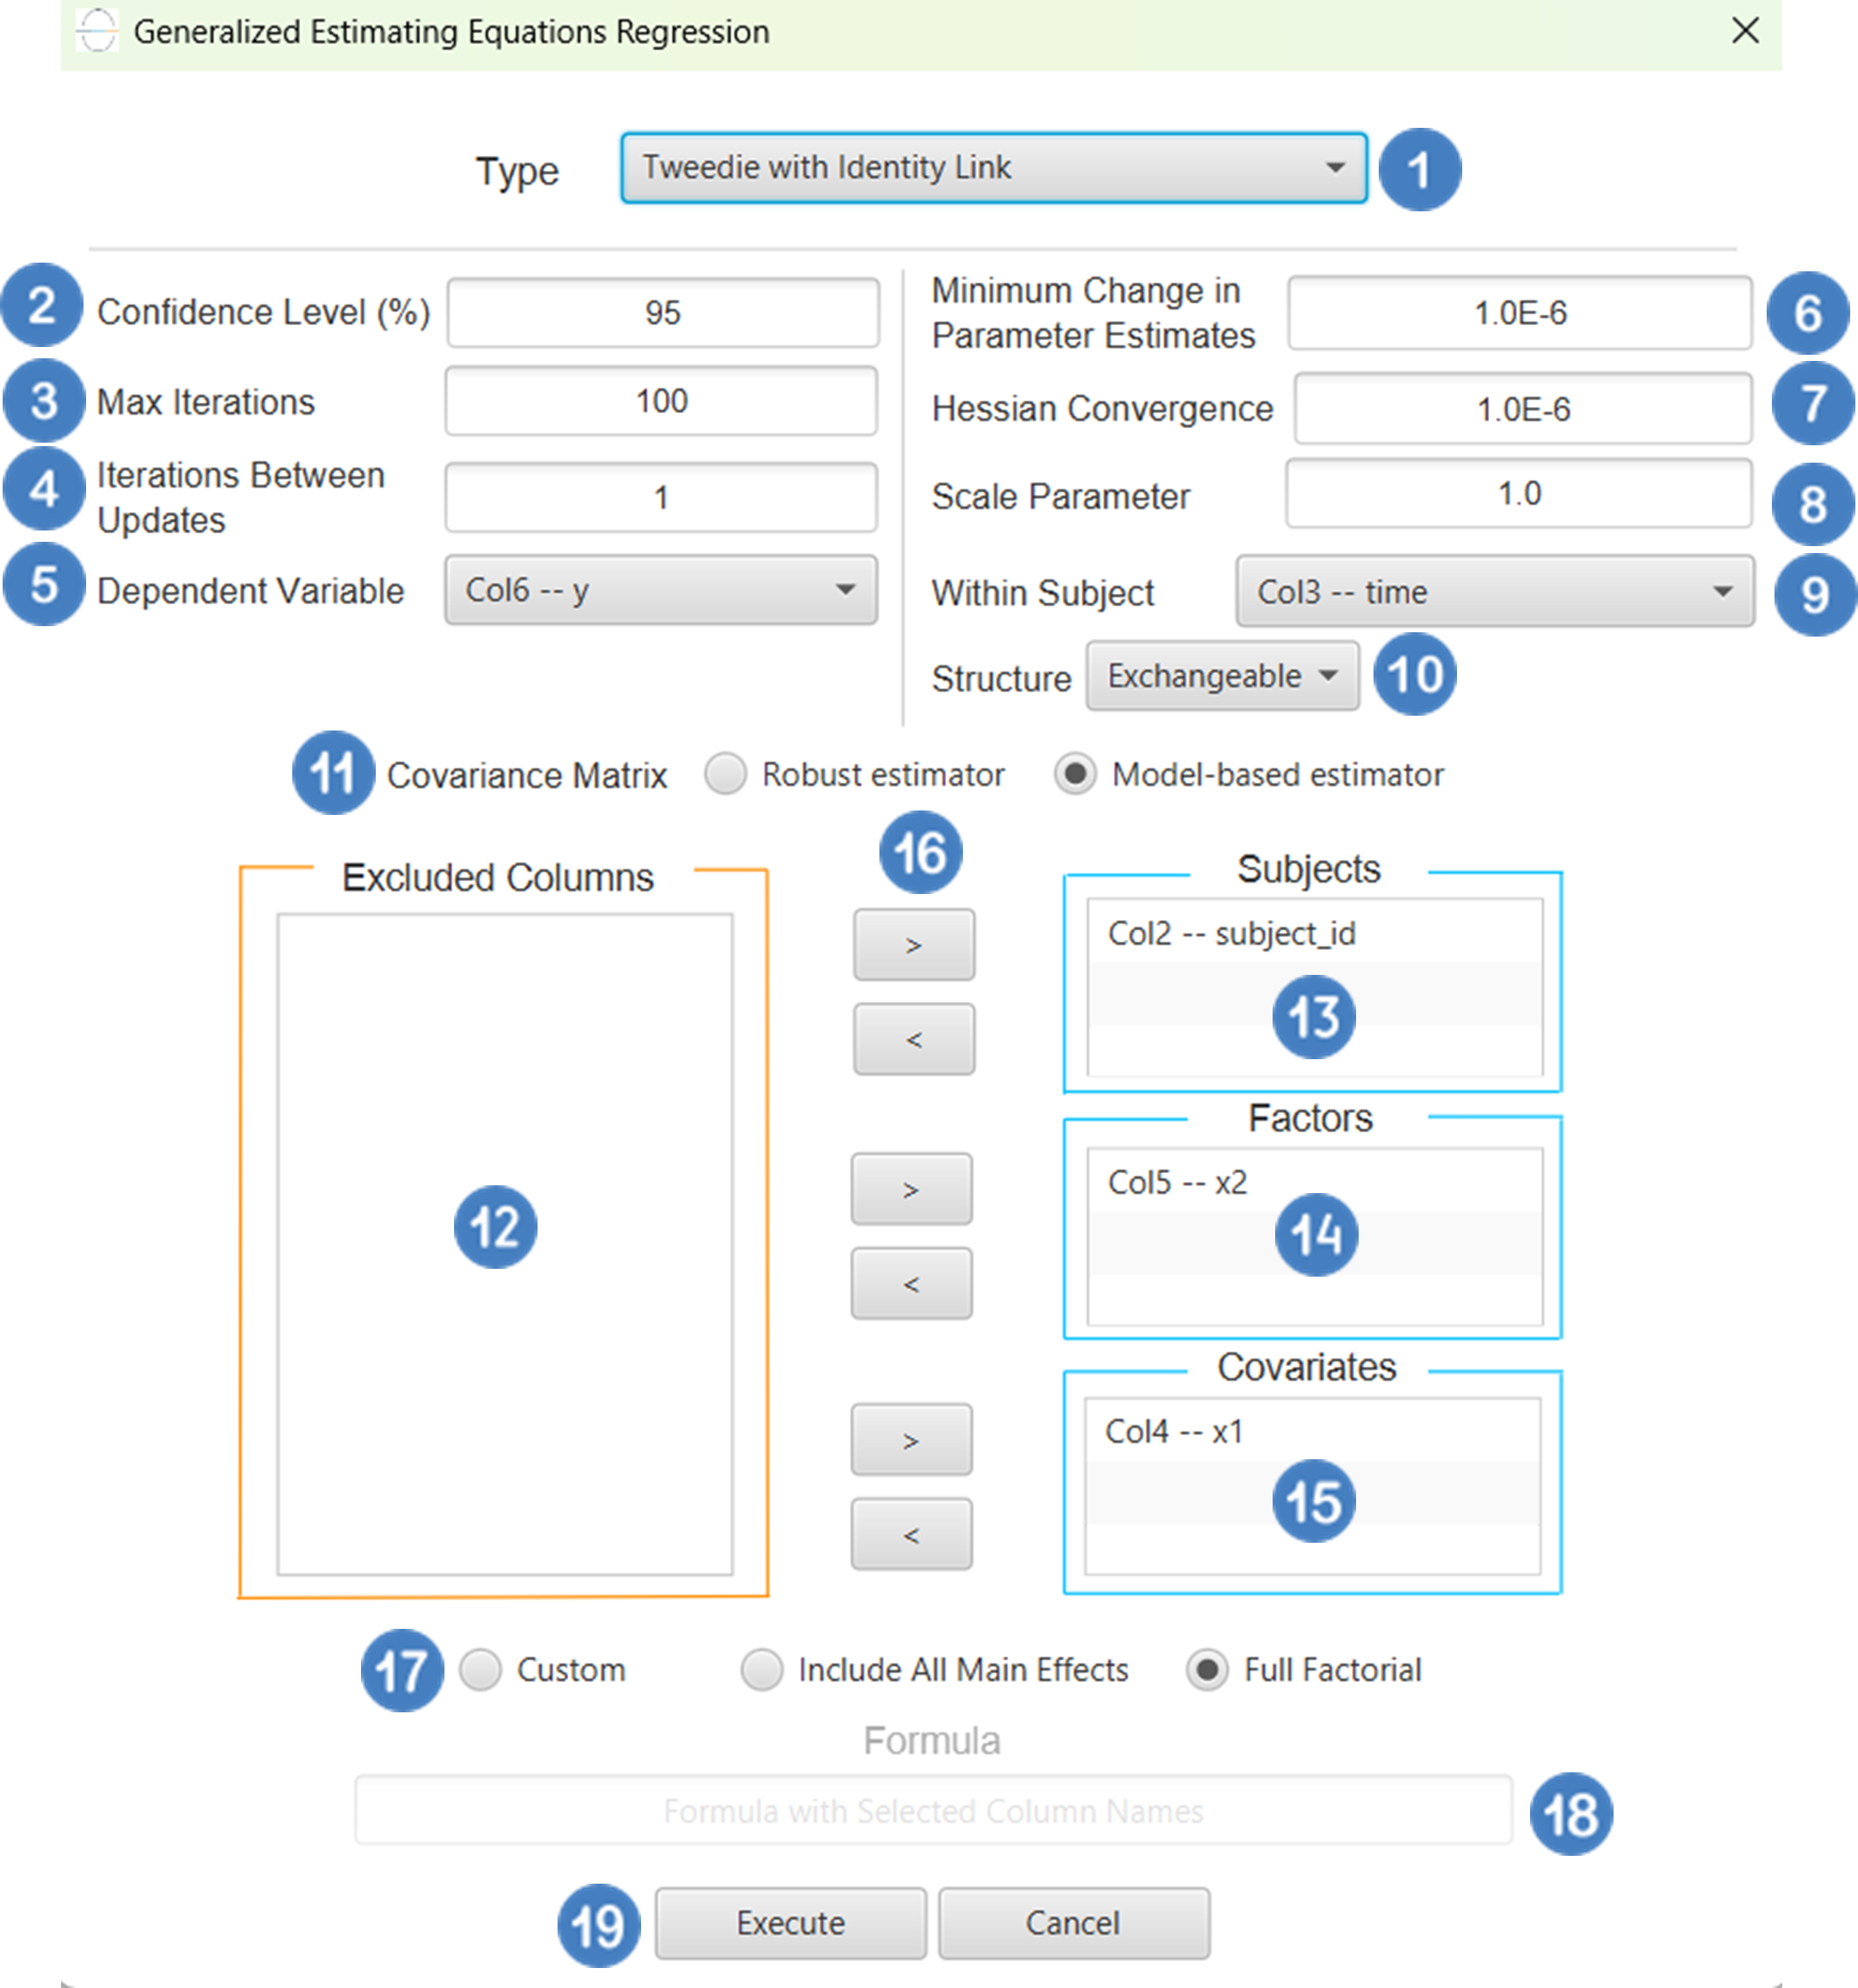 Generalized Estimating Equations Regression
Type
Tweedie with Identity Link
1
2
Confidence Level (%)
95
Minimum Change in
Parameter Estimates
1.0E-6
6
3
Max Iterations
100
Hessian Convergence
1.0E-6
7
4
Iterations Between
Updates
1
Scale Parameter
1.0
8
5
Dependent Variable
Col6 -- y
Within Subject
Col3 -- time
9
Structure
Exchangeable
10
11
Covariance Matrix
Robust estimator
Model-based estimator
Excluded Columns
12
16
>
<
>
<
>
<
Subjects
Col2 -- subject_id
13
Factors
Col5 -- x2
14
Covariates
Col4 -- x1
15
17
Custom
Include All Main Effects
Full Factorial
Formula
Formula with Selected Column Names
18
19
Execute
Cancel